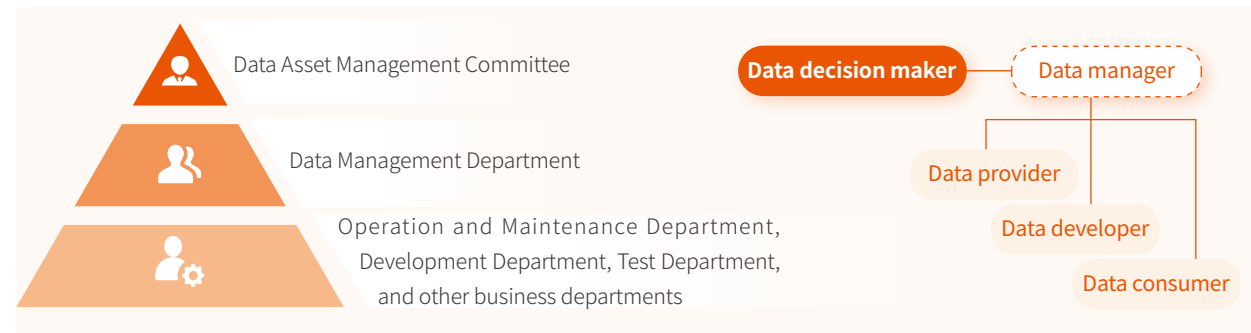 Data Asset Management Committee
Data Management Department
Operation and Maintenance Department,
Development Department, Test Department,
and other business departments
Data decision maker
Data manager
Data provider
Data developer
Data consumer